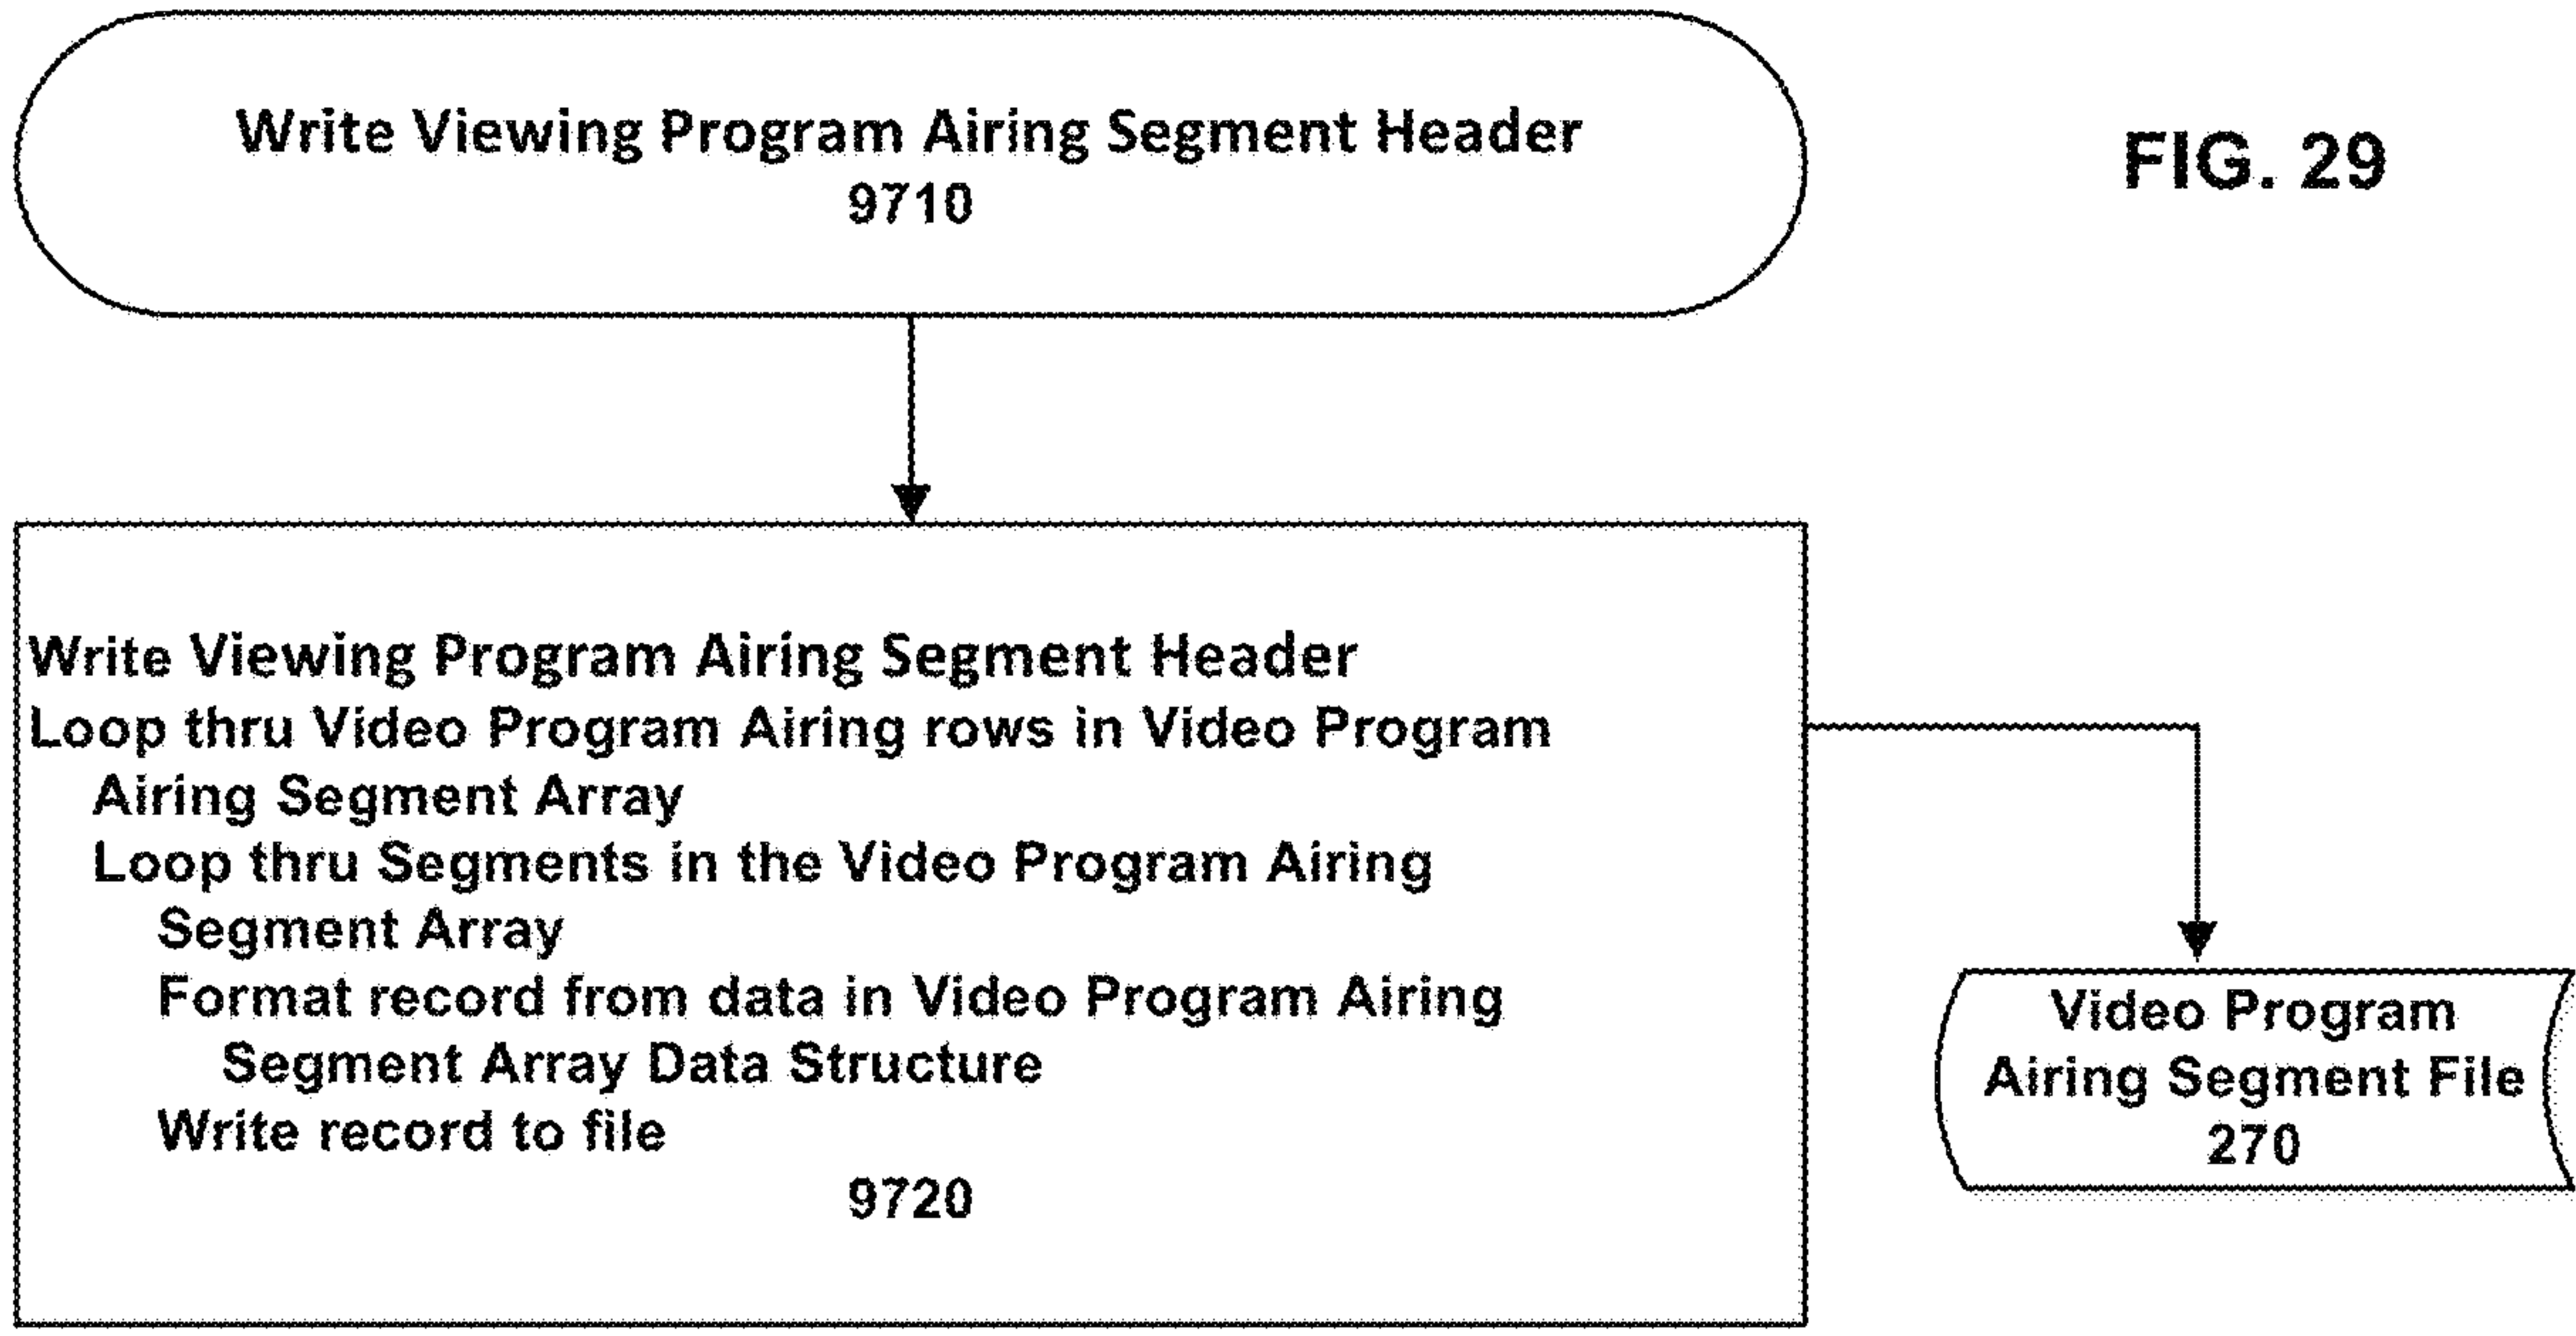 Write Viewing Program Airing Segment Header
9710
FIG. 29
Write Viewing Program Airing Segment Header
Loop thru Video Program Airing rows in Video Program
Airing Segment Array
Loop thru Segments in the Video Program Airing
Segment Array
Format record from data in Video Program Airing
Segment Array Data Structure
Write record to file
9720
Video Program
Airing Segment File
270